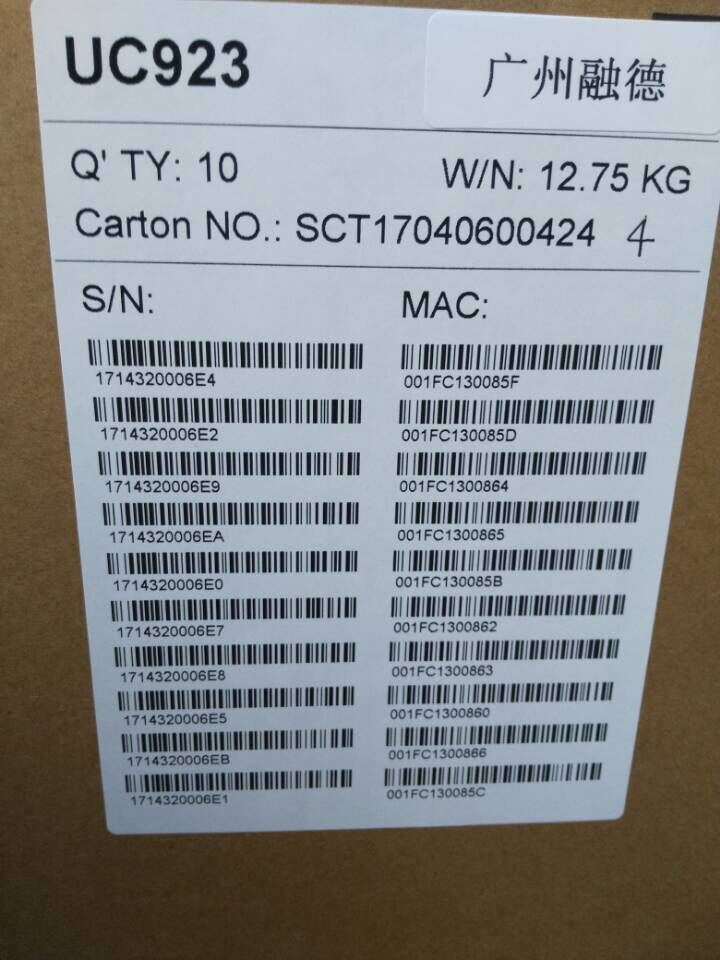 UC923 广州融德
Q' TY: 10 W/N: 12.75 KG
Carton NO.: SCT17040600424 4
S/N: MAC:
1714320006E4 001FC130085F
1714320006E2 001FC130085D
1714320006E9 001FC1300864
1714320006EA 001FC1300865
1714320006E0 001FC130085B
1714320006E7 001FC1300862
1714320006E8 001FC1300863
1714320006E5 001FC1300860
1714320006EB 001FC1300866
1714320006E1 001FC130085C